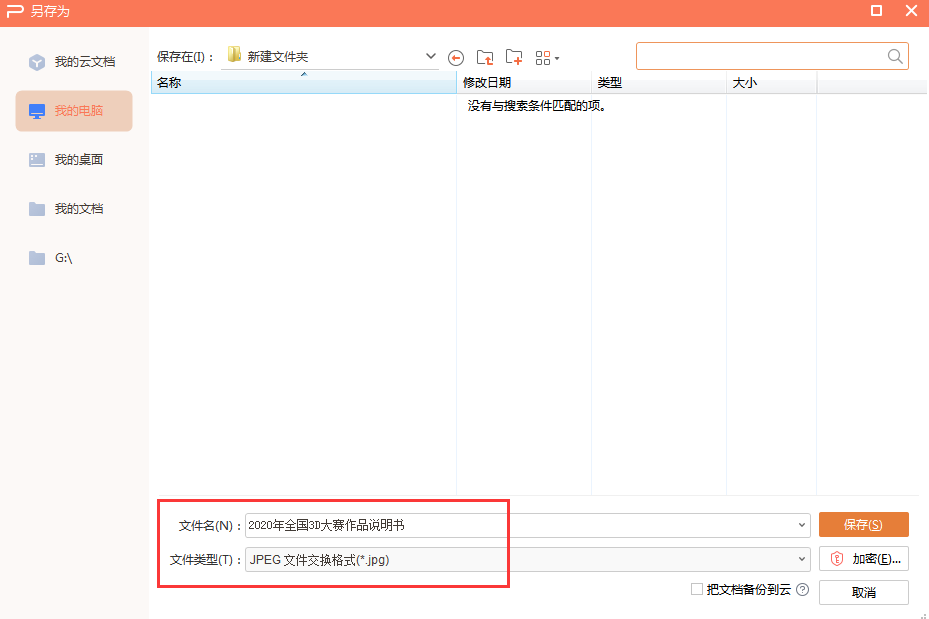 另存为
我的云文档
我的电脑
我的桌面
我的文档
G:\
保存在(I)： 新建文件夹
名称 修改日期 类型 大小
没有与搜索条件匹配的项。
文件名(N)： 2020年全国3D大赛作品说明书 保存(S)
文件类型(T)： JPEG 文件交换格式(*.jpg) 加密(E)...
把文档备份到云 ? 取消